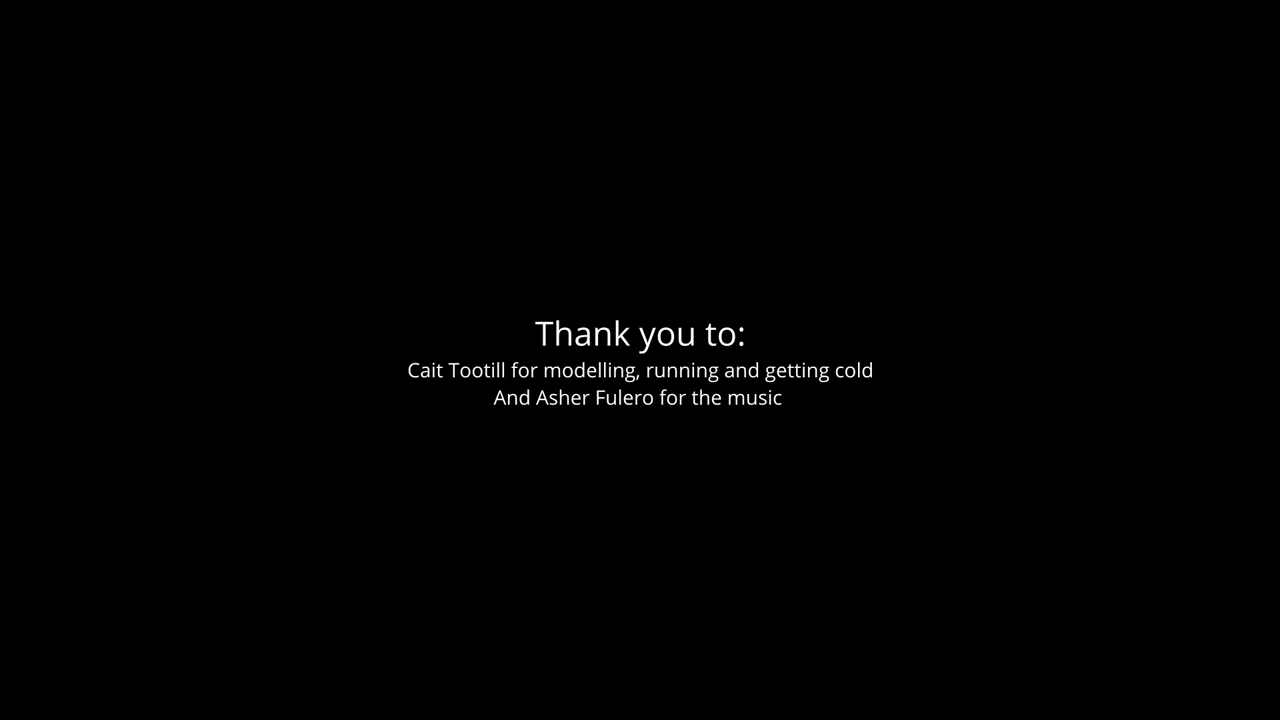 Thank you to:
Cait Tootill for modelling, running and getting cold
And Asher Fulero for the music